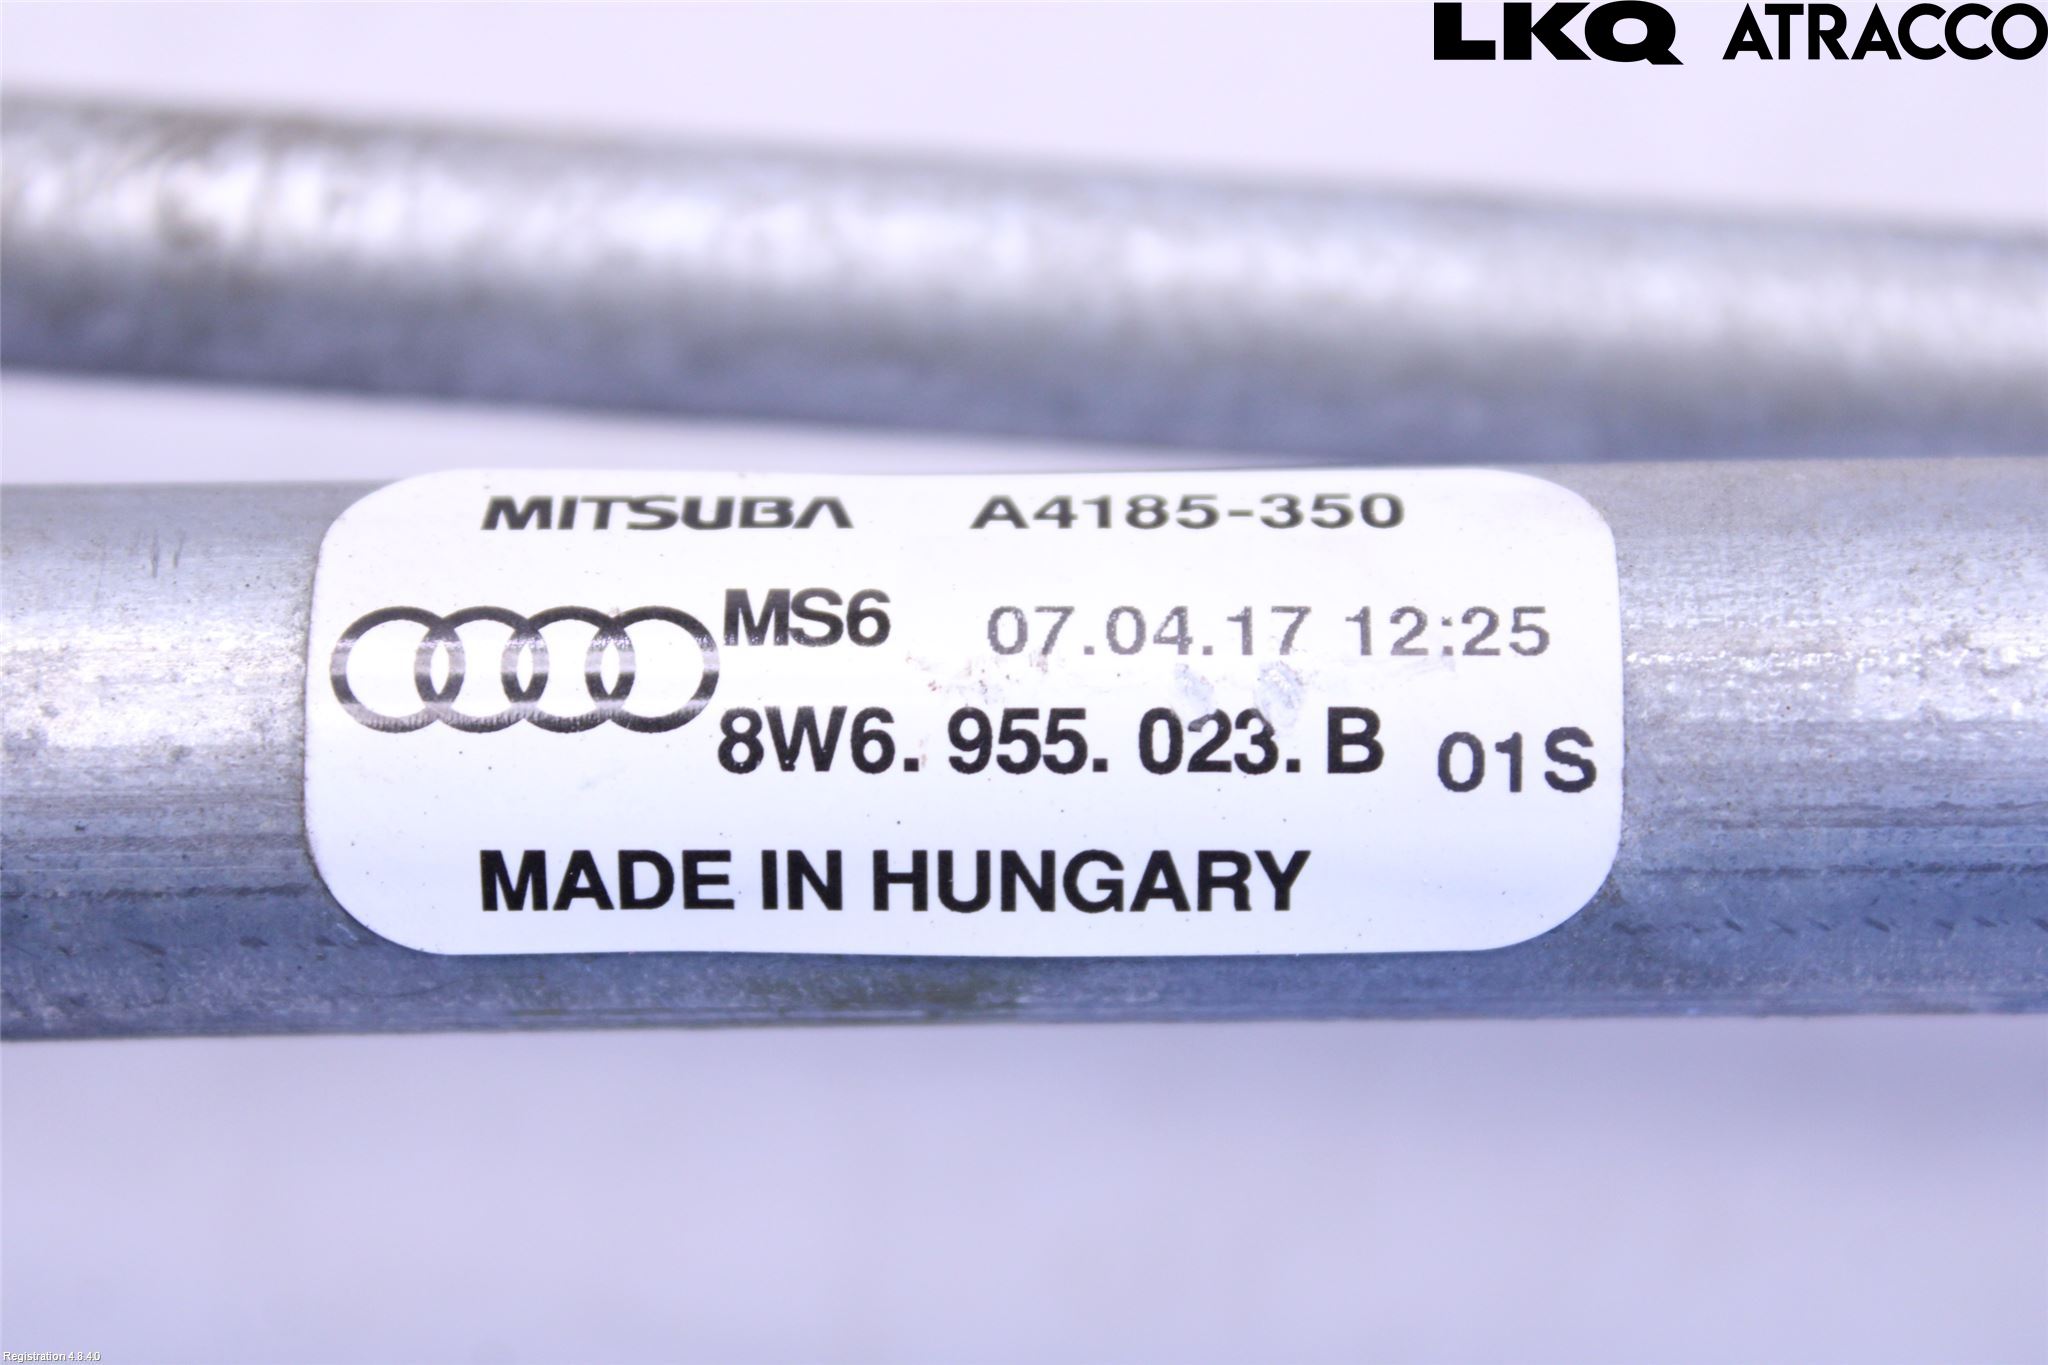 LKQ ATRACCO
MITSUBA A4185-350
MS6 07.04.17 12:25
8W6. 955. 023. B 01S
MADE IN HUNGARY
Registration 4.8.4.0